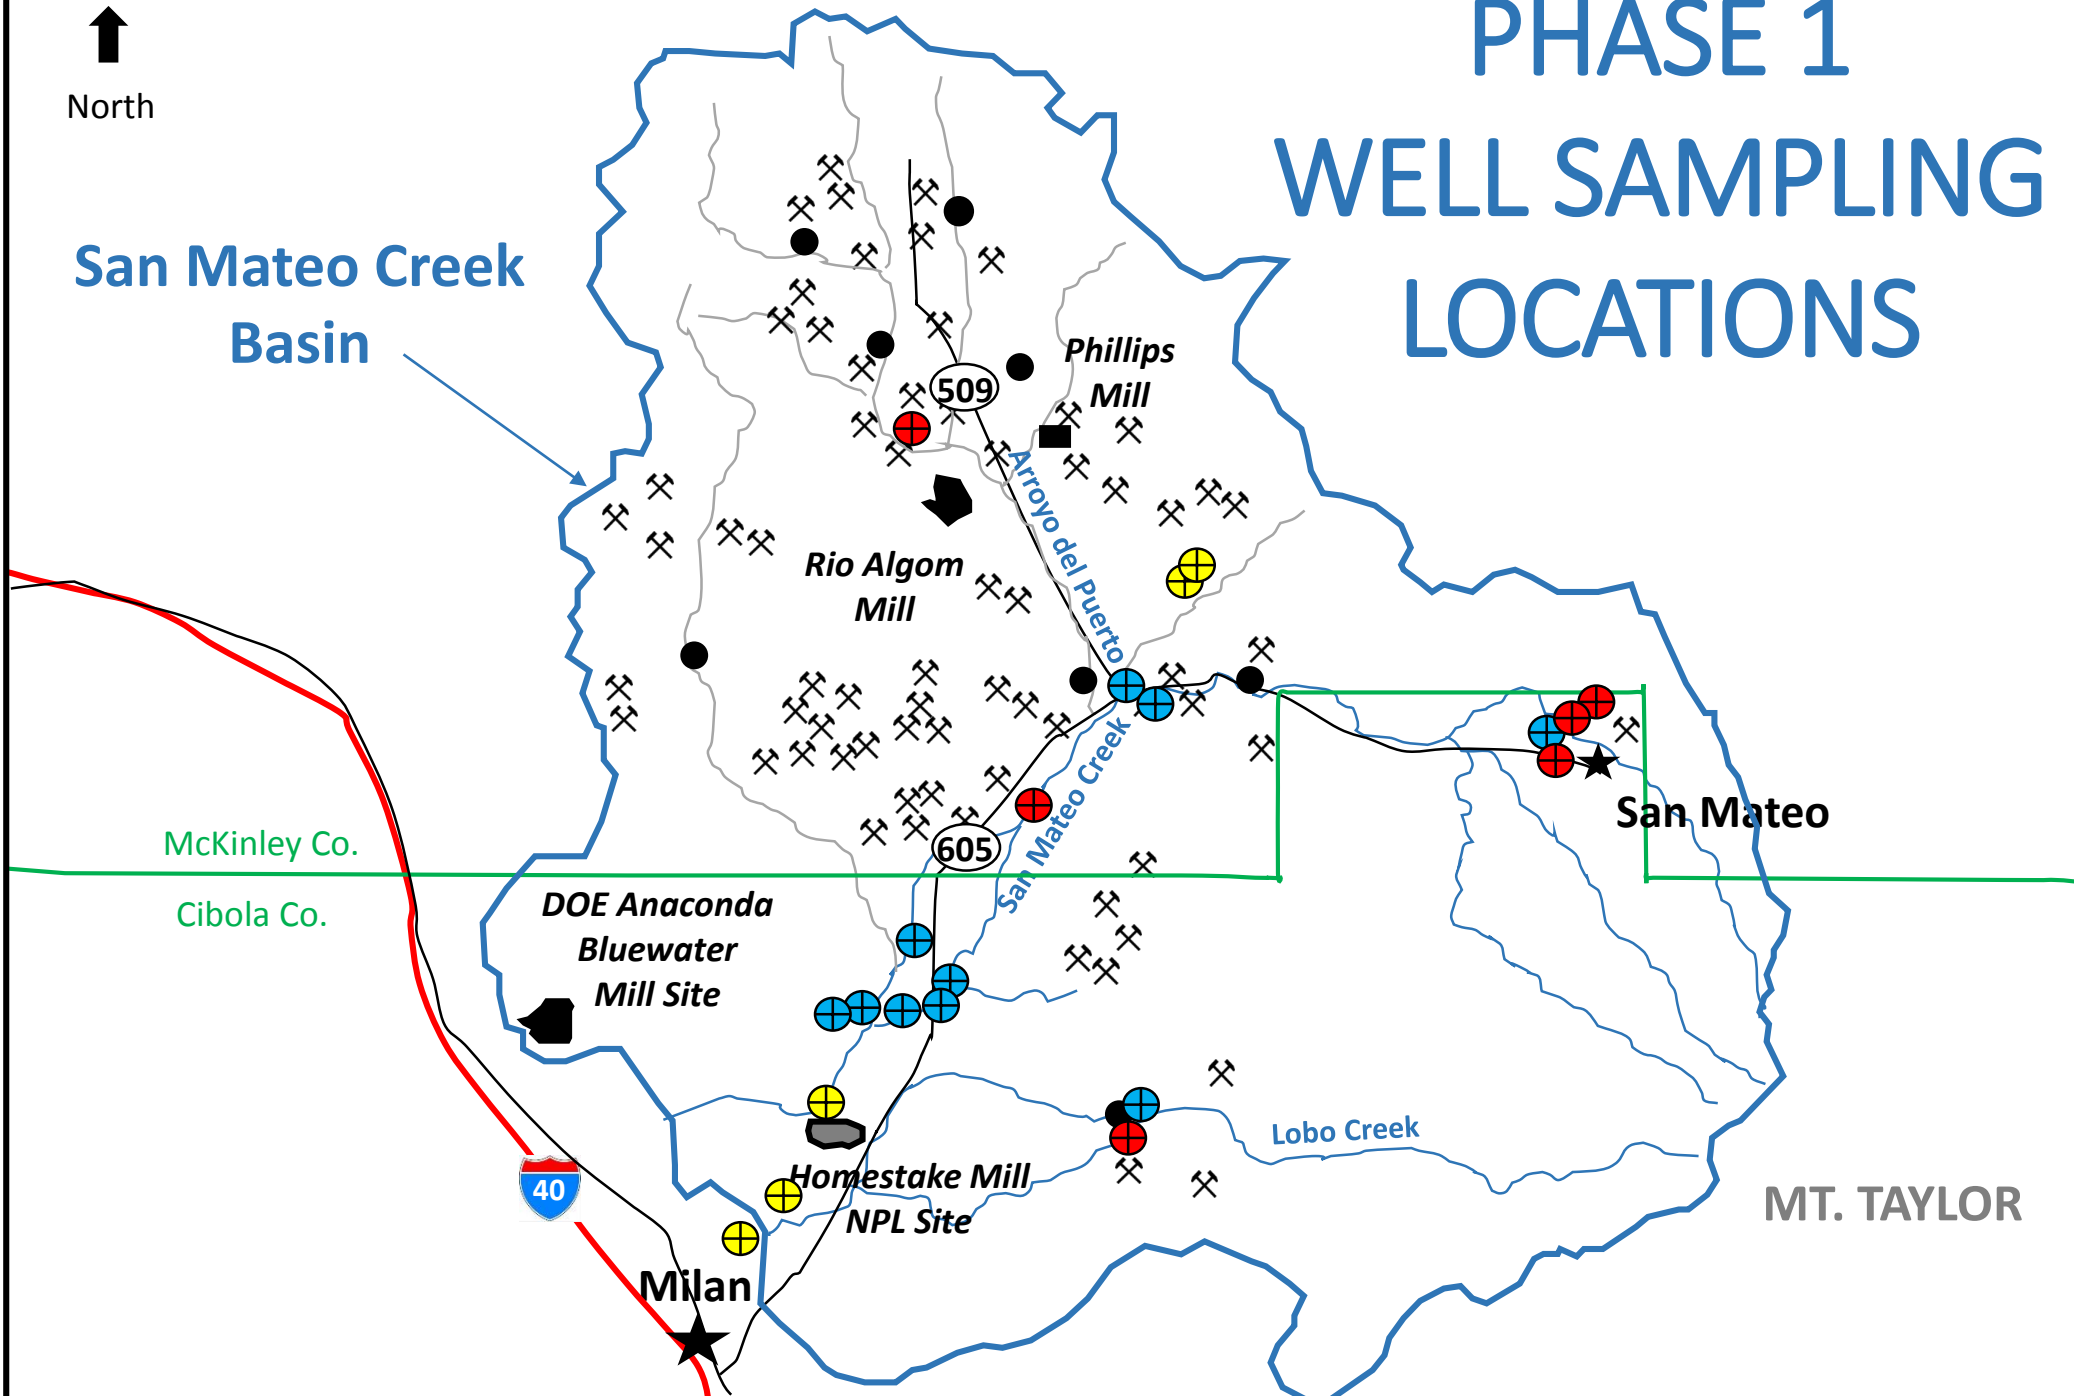 North
PHASE 1
WELL SAMPLING
LOCATIONS
San Mateo Creek
Basin
Phillips
Mill
509
Arroyo del Puerto
Rio Algom
Mill
San Mateo Creek
San Mateo
605
McKinley Co.
Cibola Co.
DOE Anaconda
Bluewater
Mill Site
Lobo Creek
40
Homestake Mill
NPL Site
MT. TAYLOR
Milan